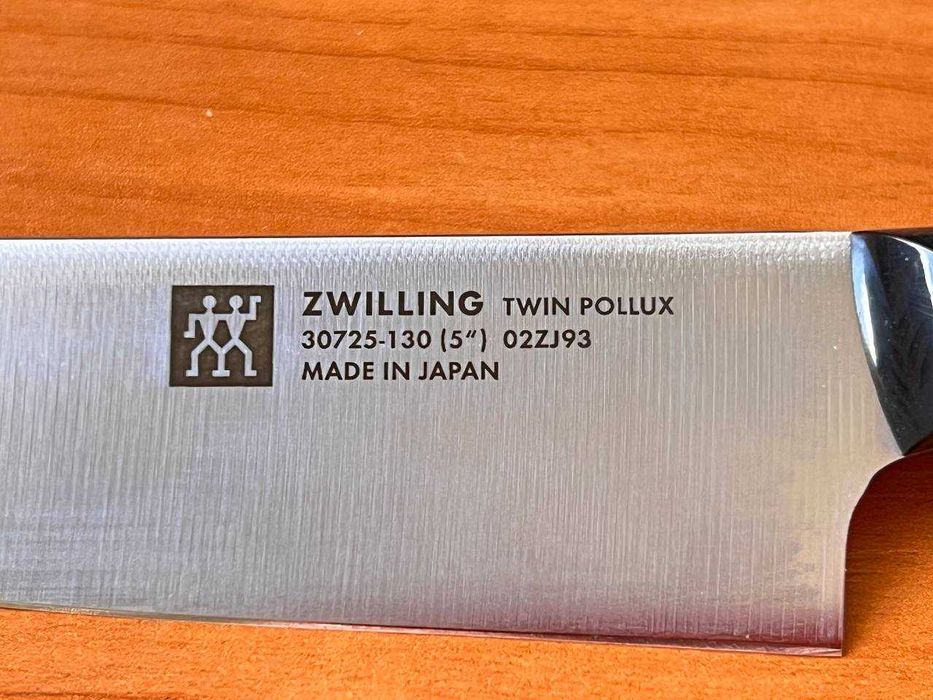 ZWILLING TWIN POLLUX
30725-130 (5“) 02ZJ93
MADE IN JAPAN